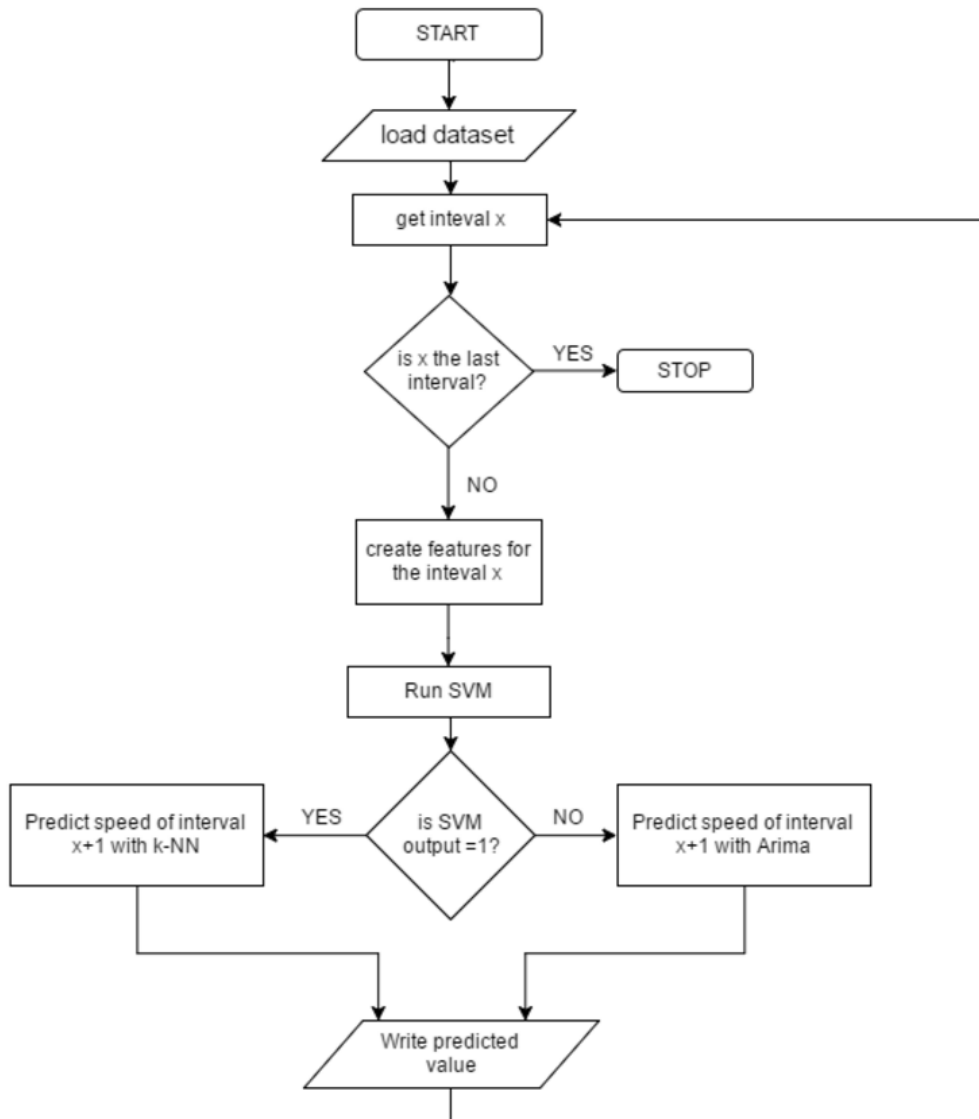 START
load dataset
get inteval x
is x the last
interval?
YES
STOP
NO
create features for
the inteval x
Run SVM
Predict speed of interval
x+1 with k-NN
YES
is SVM
output =1?
NO
Predict speed of interval
x+1 with Arima
Write predicted
value